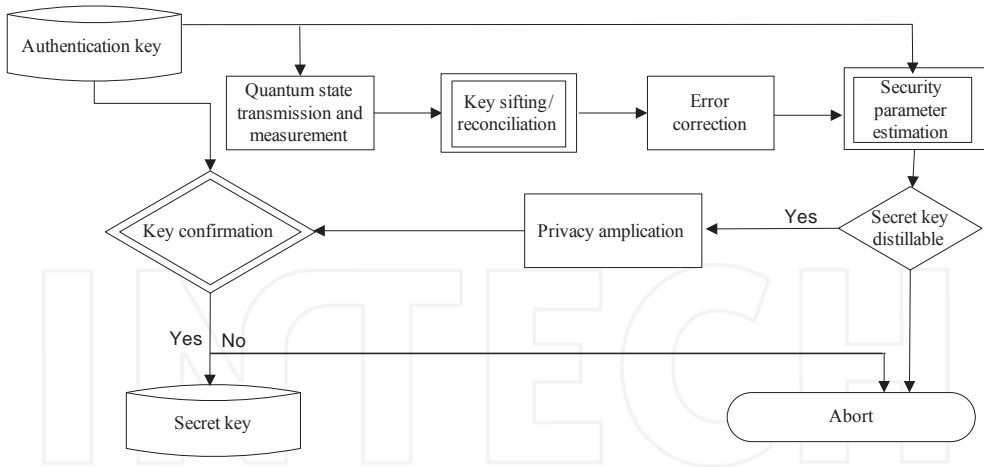 Authentication key
Quantum state
transmission and
measurement
Key sifting/
reconciliation
Error
correction
Security
parameter
estimation
Key confirmation
Privacy amplication
Yes
Secret key
distillable
Yes
No
Secret key
Abort
INTECH